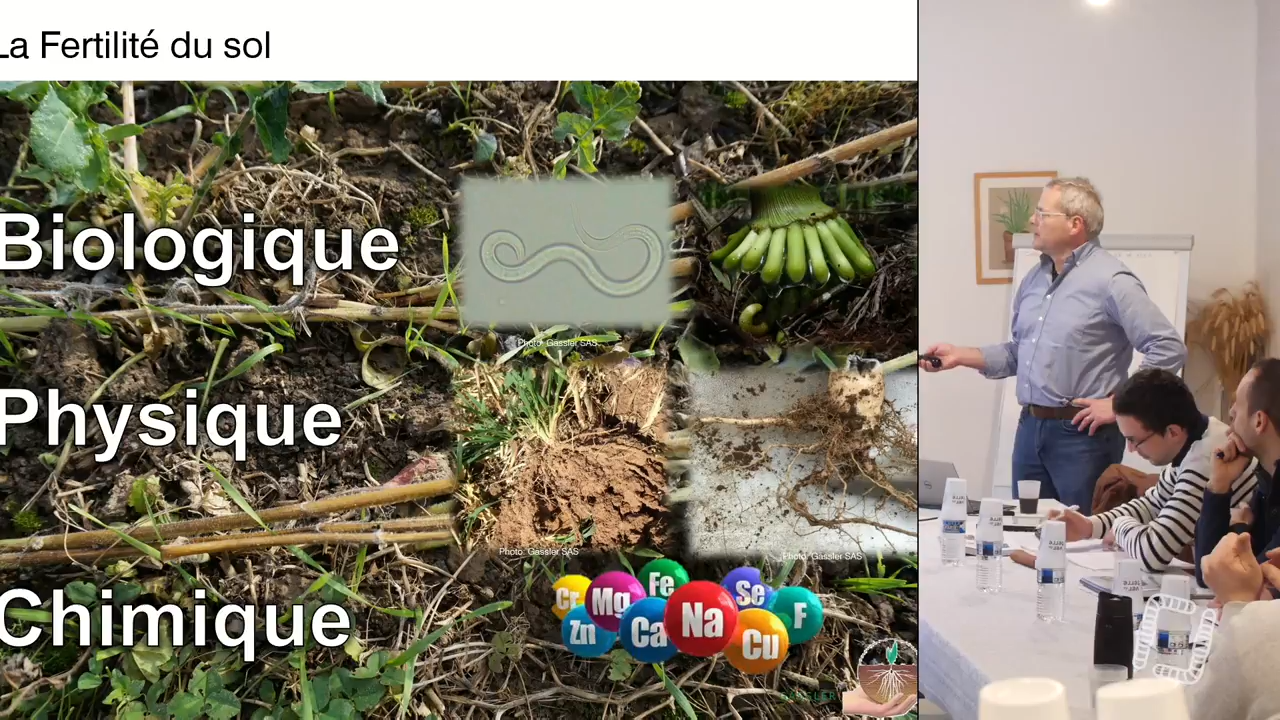 La Fertilité du sol
Biologique
Photo: Gassler SAS
Physique
Photo: Gassler SAS
Photo: Gassler SAS
Chimique
Cr
Mg
Fe
Se
Zn
Ca
Na
Cu
F